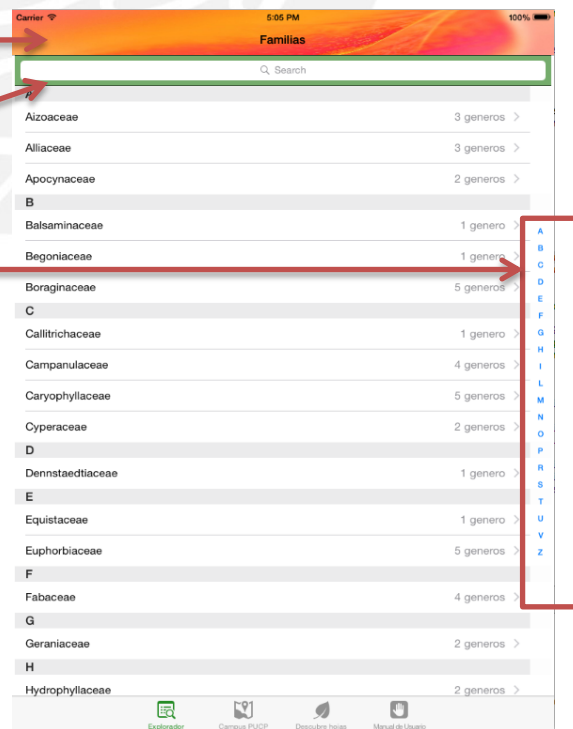 Carrier 5:05 PM 100%
Familias
Search
A
Aizoaceae 3 generos
Alliaceae 3 generos
Apocynaceae 2 generos
B
Balsaminaceae 1 genero
Begoniaceae 1 genero
Boraginaceae 5 generos
C
Callitrichaceae 1 genero
Campanulaceae 4 generos
Caryophyllaceae 5 generos
Cyperaceae 2 generos
D
Dennstaedtiaceae 1 genero
E
Equistaceae 1 genero
Euphorbiaceae 5 generos
F
Fabaceae 4 generos
G
Geraniaceae 2 generos
H
Hydrophyllaceae 2 generos
A
B
C
D
E
F
G
H
I
L
M
N
O
P
R
S
T
U
V
Z
Explorador Campus PUCP Descubre hojas Manual de Usuario